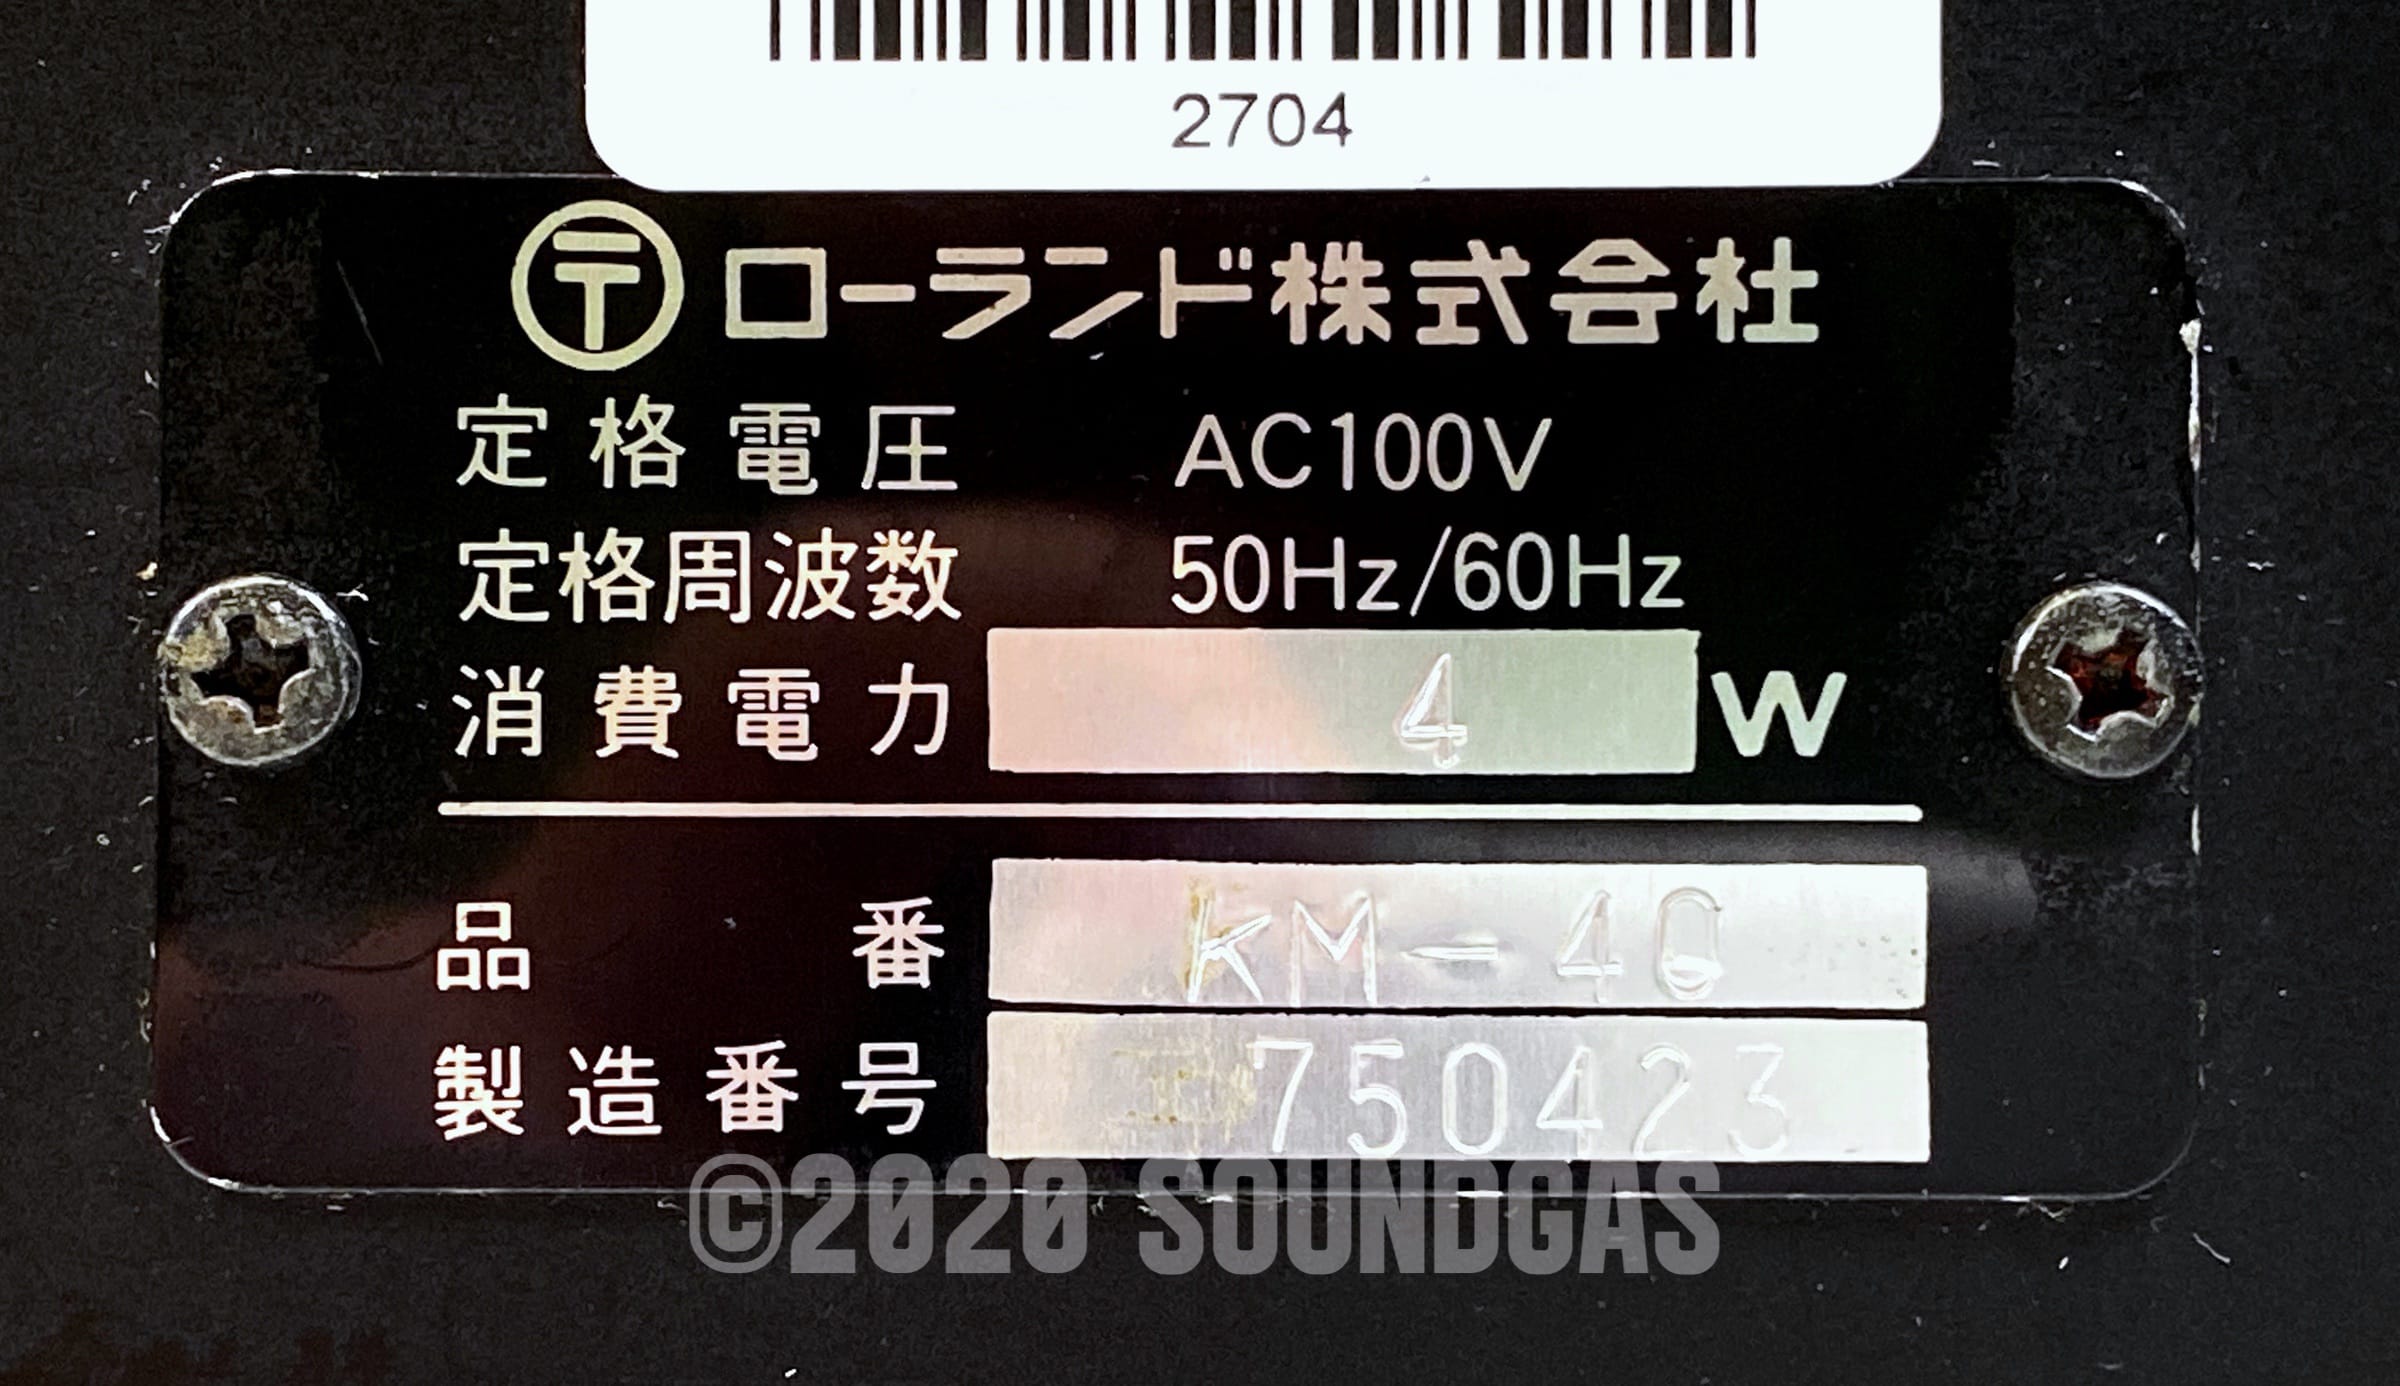 2704
〶ローランド株式会社
定格電圧 AC100V
定格周波数 50Hz/60Hz
消費電力 4 W
品番 KM-40
製造番号 750423
©2020 SOUNDGAS